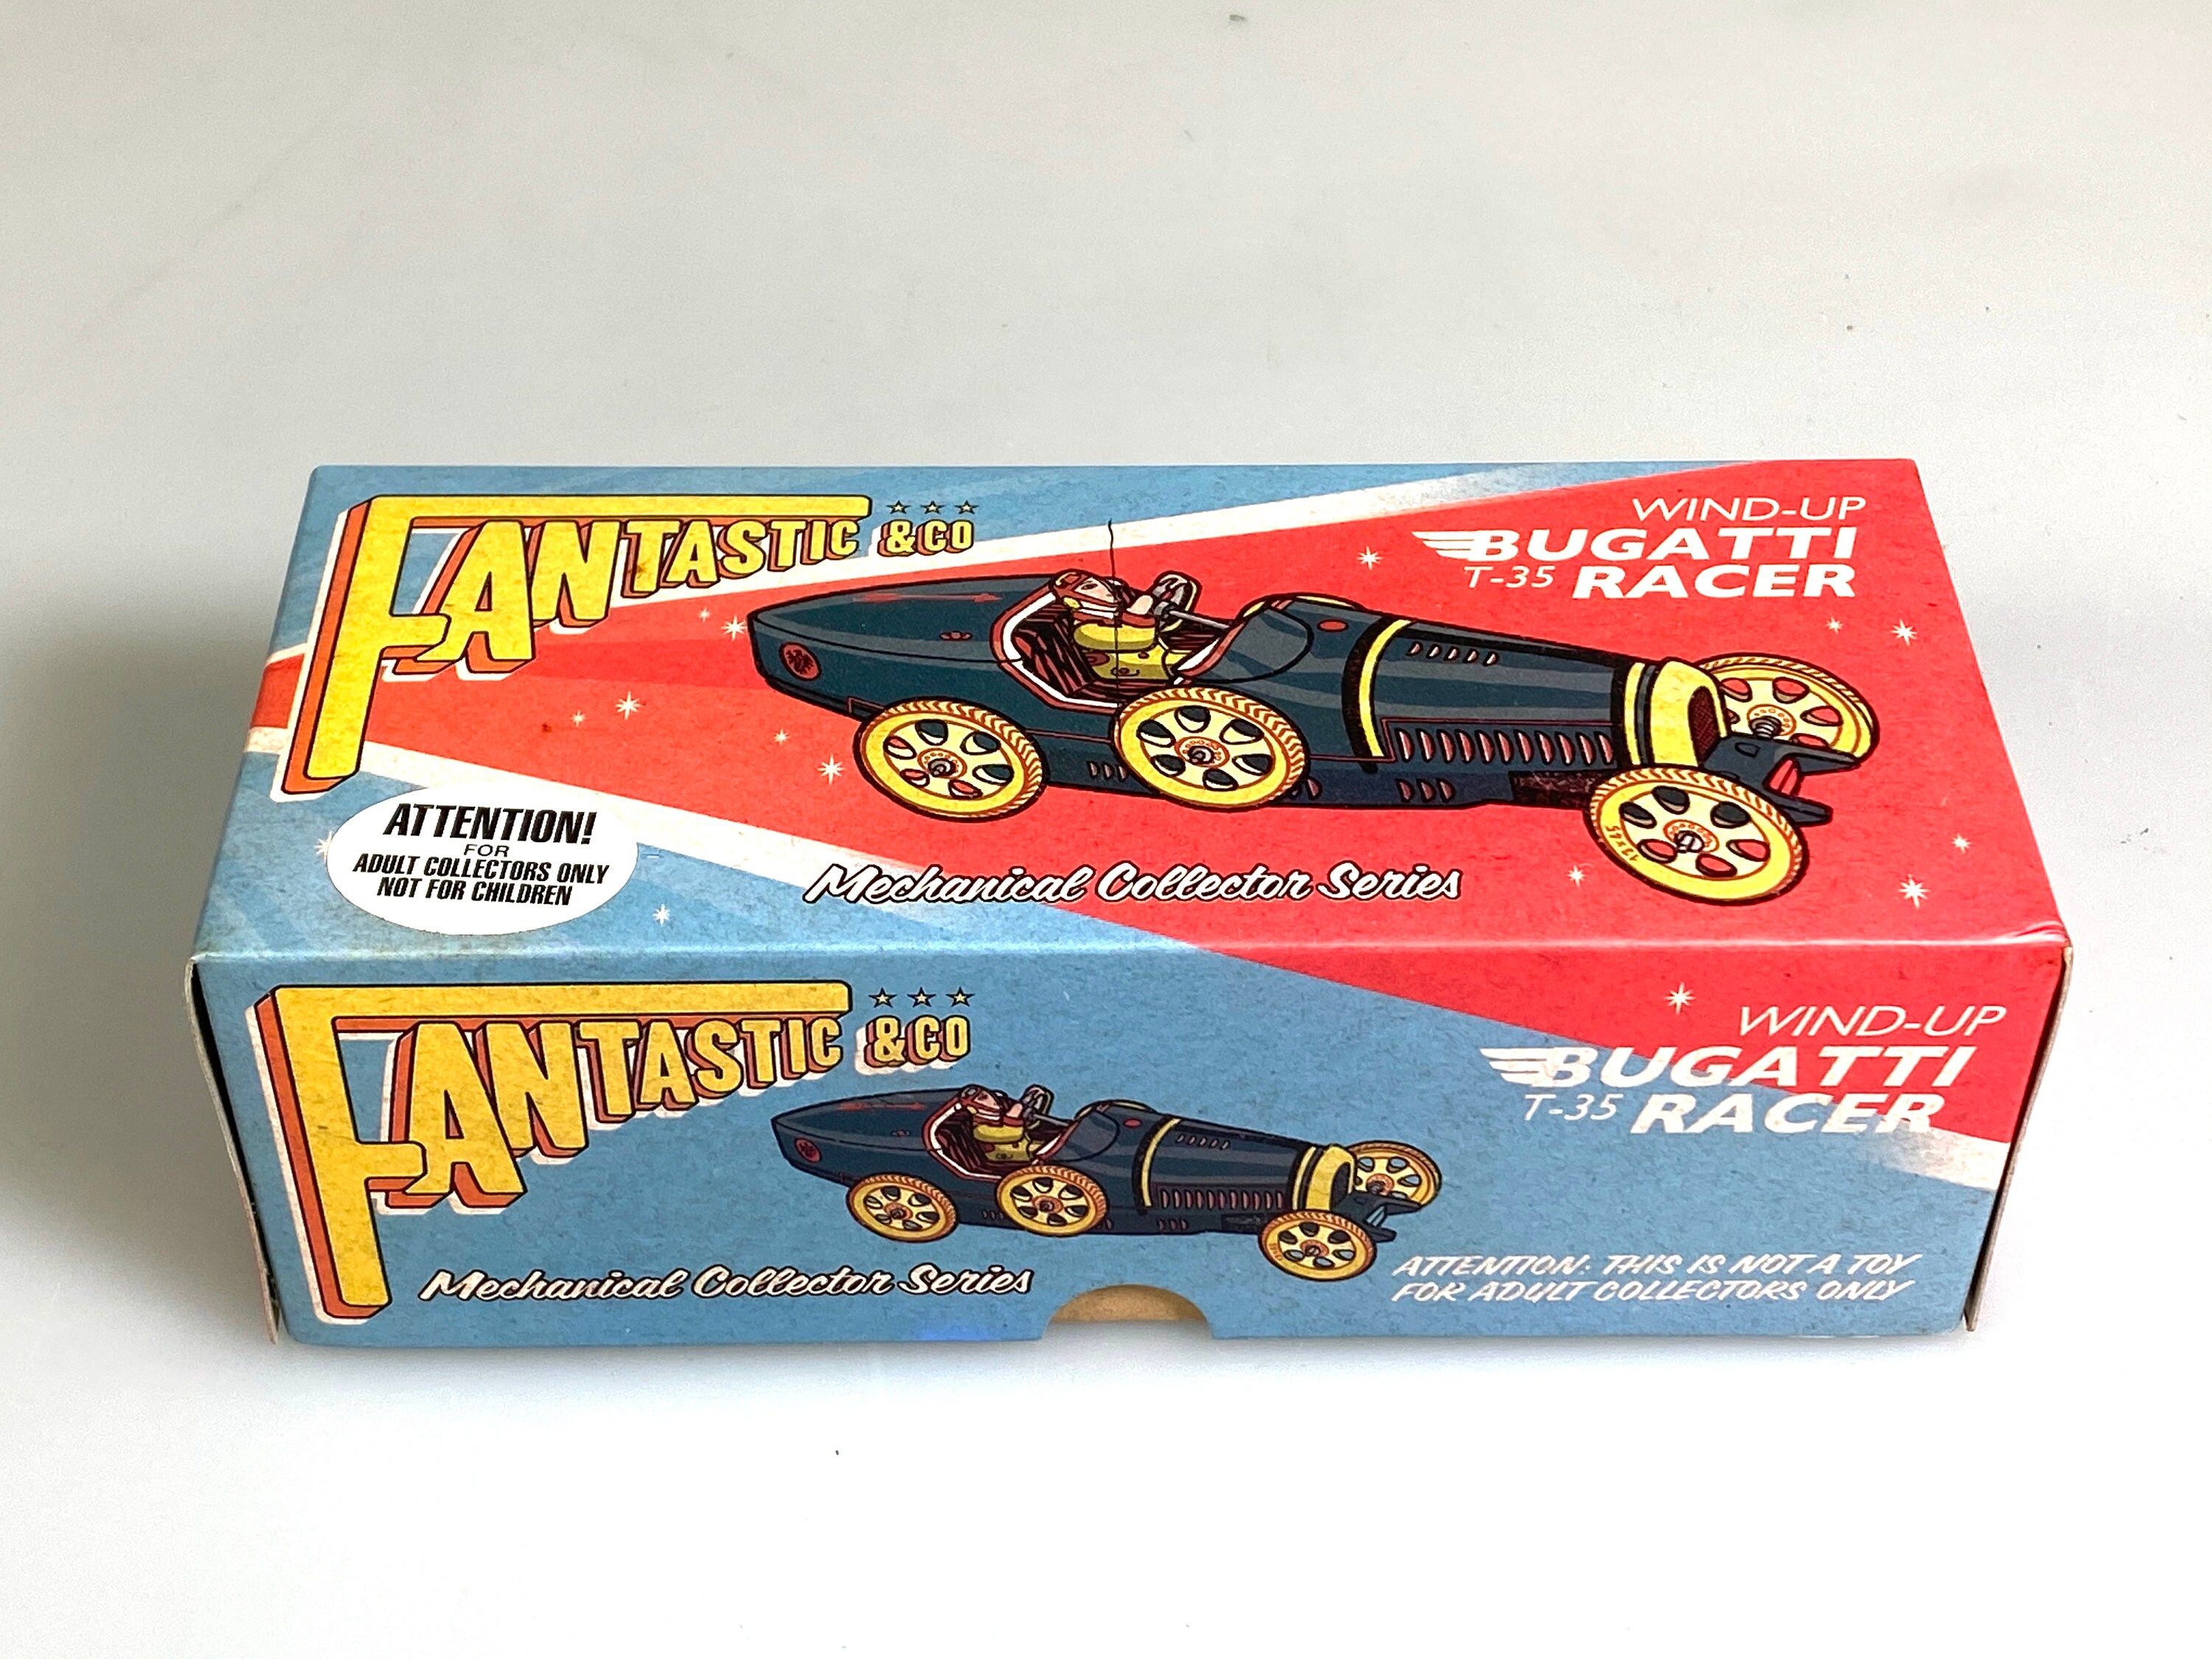 FANTASTIC &CO
WIND-UP
BUGATTI
T-35 RACER
ATTENTION!
FOR
ADULT COLLECTORS ONLY
NOT FOR CHILDREN
Mechanical Collector Series
FANTASTIC &CO
WIND-UP
BUGATTI
T-35 RACER
Mechanical Collector Series
ATTENTION: THIS IS NOT A TOY
FOR ADULT COLLECTORS ONLY